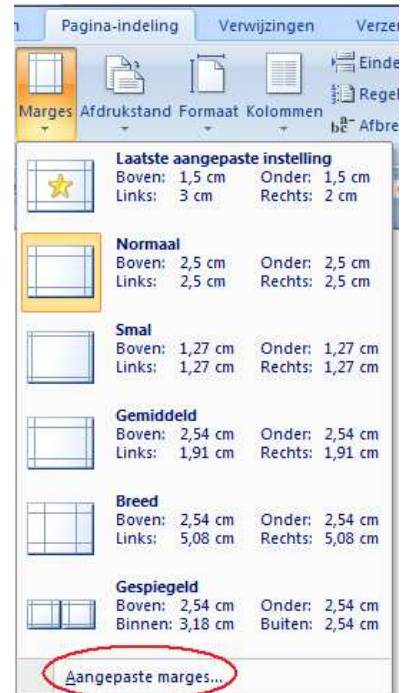 Pagina-indeling Verwijzingen
Marges Afdrukstand Formaat Kolommen
Laatste aangepaste instelling
Boven: 1,5 cm Onder: 1,5 cm
Links: 3 cm Rechts: 2 cm
Normaal
Boven: 2,5 cm Onder: 2,5 cm
Links: 2,5 cm Rechts: 2,5 cm
Smal
Boven: 1,27 cm Onder: 1,27 cm
Links: 1,27 cm Rechts: 1,27 cm
Gemiddeld
Boven: 2,54 cm Onder: 2,54 cm
Links: 1,91 cm Rechts: 1,91 cm
Breed
Boven: 2,54 cm Onder: 2,54 cm
Links: 5,08 cm Rechts: 5,08 cm
Gespiegeld
Boven: 2,54 cm Onder: 2,54 cm
Binnen: 3,18 cm Buiten: 2,54 cm
Aangepaste marges...